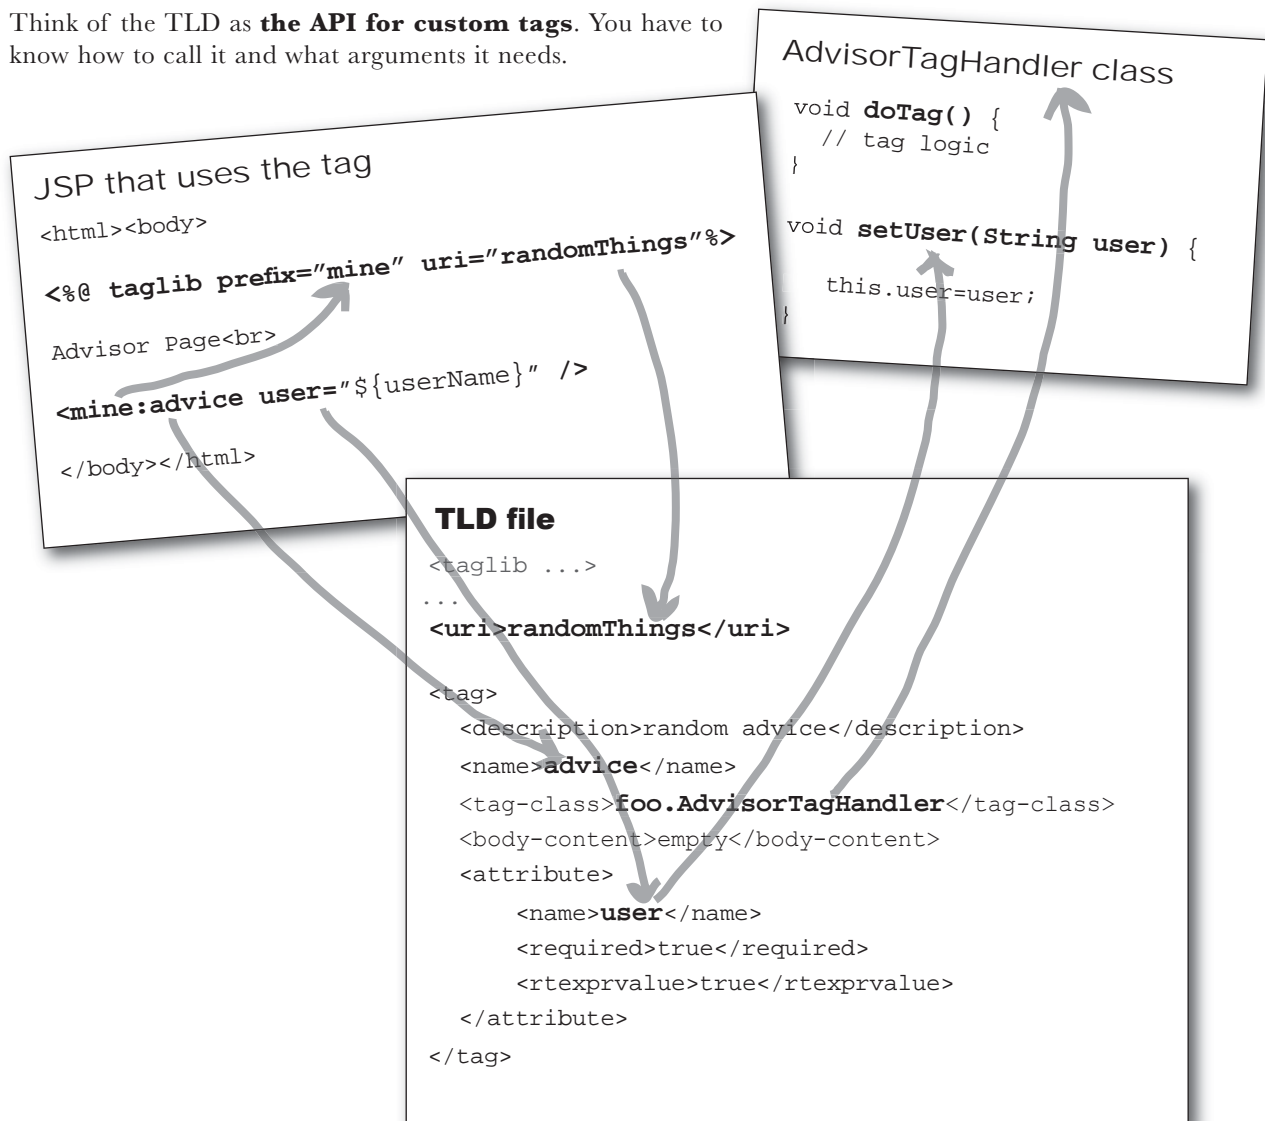 Think of the TLD as the API for custom tags. You have to
know how to call it and what arguments it needs.
JSP that uses the tag
<html><body>
<%@ taglib prefix="mine" uri="randomThings"%>
Advisor Page<br>
<mine:advice user="${userName}" />
</body></html>
AdvisorTagHandler class
void doTag() {
// tag logic
}
void setUser(String user) {
this.user=user;
}
TLD file
<taglib ...>
...
<uri>randomThings</uri>
<tag>
<description>random advice</description>
<name>advice</name>
<tag-class>foo.AdvisorTagHandler</tag-class>
<body-content>empty</body-content>
<attribute>
<name>user</name>
<required>true</required>
<rtexprvalue>true</rtexprvalue>
</attribute>
</tag>